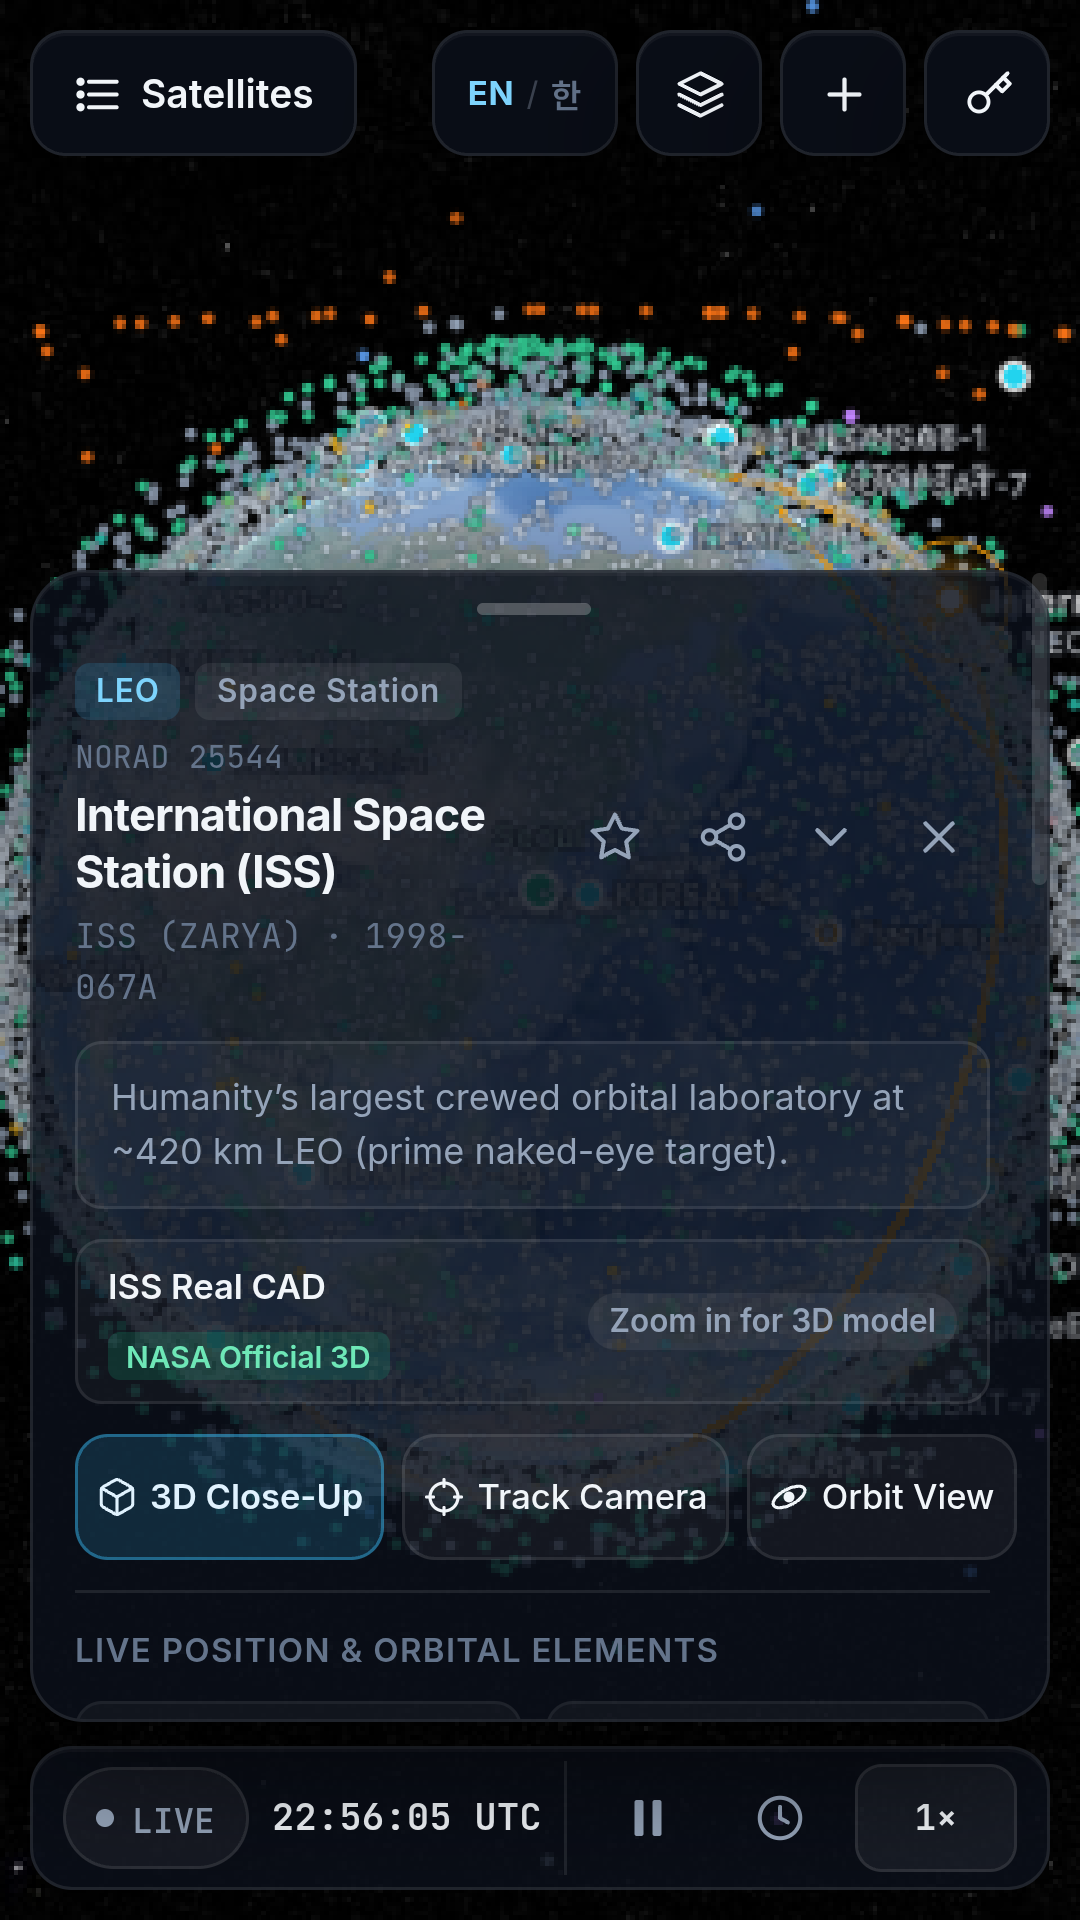 Satellites
EN / 한
KOMPSAT-7
LEO
Space Station
NORAD 25544
International Space
Station (ISS)
ISS (ZARYA) · 1998-
067A
Humanity’s largest crewed orbital laboratory at
~420 km LEO (prime naked-eye target).
ISS Real CAD
NASA Official 3D
Zoom in for 3D model
3D Close-Up
Track Camera
Orbit View
LIVE POSITION & ORBITAL ELEMENTS
LIVE
22:56:05 UTC
1×